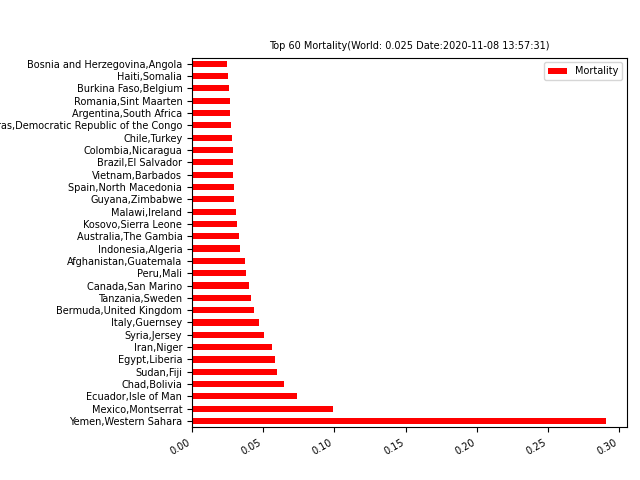 Top 60 Mortality(World: 0.025 Date:2020-11-08 13:57:31)
Mortality
Bosnia and Herzegovina,Angola
Haiti,Somalia
Burkina Faso,Belgium
Romania,Sint Maarten
Argentina,South Africa
ras,Democratic Republic of the Congo
Chile,Turkey
Colombia,Nicaragua
Brazil,El Salvador
Vietnam,Barbados
Spain,North Macedonia
Guyana,Zimbabwe
Malawi,Ireland
Kosovo,Sierra Leone
Australia,The Gambia
Indonesia,Algeria
Afghanistan,Guatemala
Peru,Mali
Canada,San Marino
Tanzania,Sweden
Bermuda,United Kingdom
Italy,Guernsey
Syria,Jersey
Iran,Niger
Egypt,Liberia
Sudan,Fiji
Chad,Bolivia
Ecuador,Isle of Man
Mexico,Montserrat
Yemen,Western Sahara
0.00 0.05 0.10 0.15 0.20 0.25 0.30